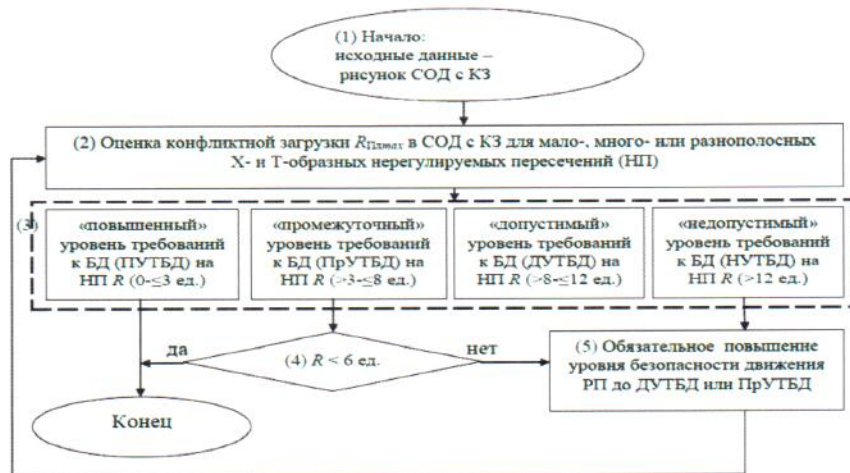 (1) Начало:
исходные данные –
рисунок СОД с КЗ
(2) Оценка конфликтной загрузки RПлmax в СОД с КЗ для мало-, много- или разнополосных
Х- и Т-образных нерегулируемых пересечений (НП)
(3)
«повышенный»
уровень требований
к БД (ПУТБД) на
НП R (0-≤3 ед.)
«промежуточный»
уровень требований
к БД (ПрУТБД) на
НП R (>3-≤8 ед.)
«допустимый»
уровень требований
к БД (ДУТБД) на
НП R (>8-≤12 ед.)
«недопустимый»
уровень требований
к БД (НУТБД) на
НП R (>12 ед.)
да
(4) R < 6 ед.
нет
(5) Обязательное повышение
уровня безопасности движения
РП до ДУТБД или ПрУТБД
Конец